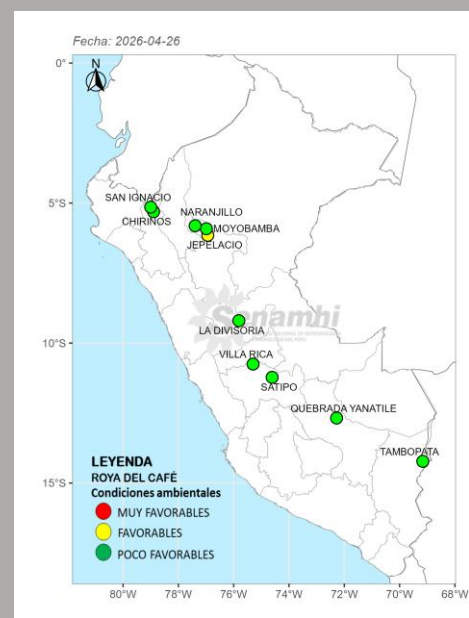 Fecha: 2026-04-26
N
0°
5°S
10°S
15°S
SAN IGNACIO
CHIRINOS
NARANJILLO
MOYOBAMBA
JEPELACIO
Senamhi
LA DIVISORIA
VILLA RICA
SATIPO
QUEBRADA YANATILE
TAMBOPATA
LEYENDA
ROYA DEL CAFÉ
Condiciones ambientales
MUY FAVORABLES
FAVORABLES
POCO FAVORABLES
80°W 78°W 76°W 74°W 72°W 70°W 68°W